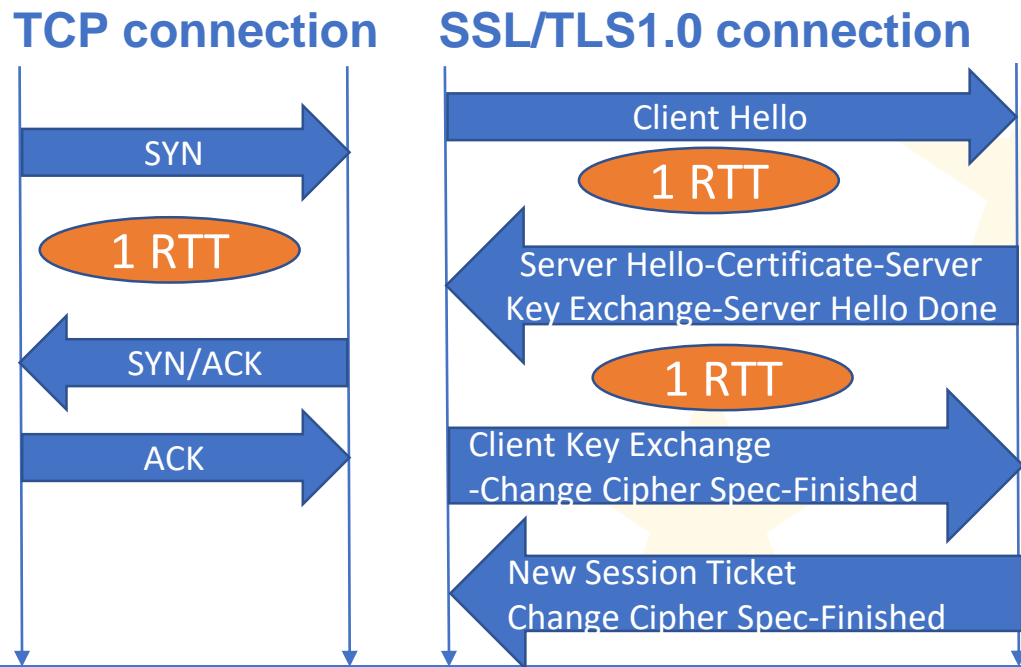 TCP connection
SYN
1 RTT
SYN/ACK
ACK
SSL/TLS1.0 connection
Client Hello
1 RTT
Server Hello-Certificate-Server
Key Exchange-Server Hello Done
1 RTT
Client Key Exchange
-Change Cipher Spec-Finished
New Session Ticket
Change Cipher Spec-Finished